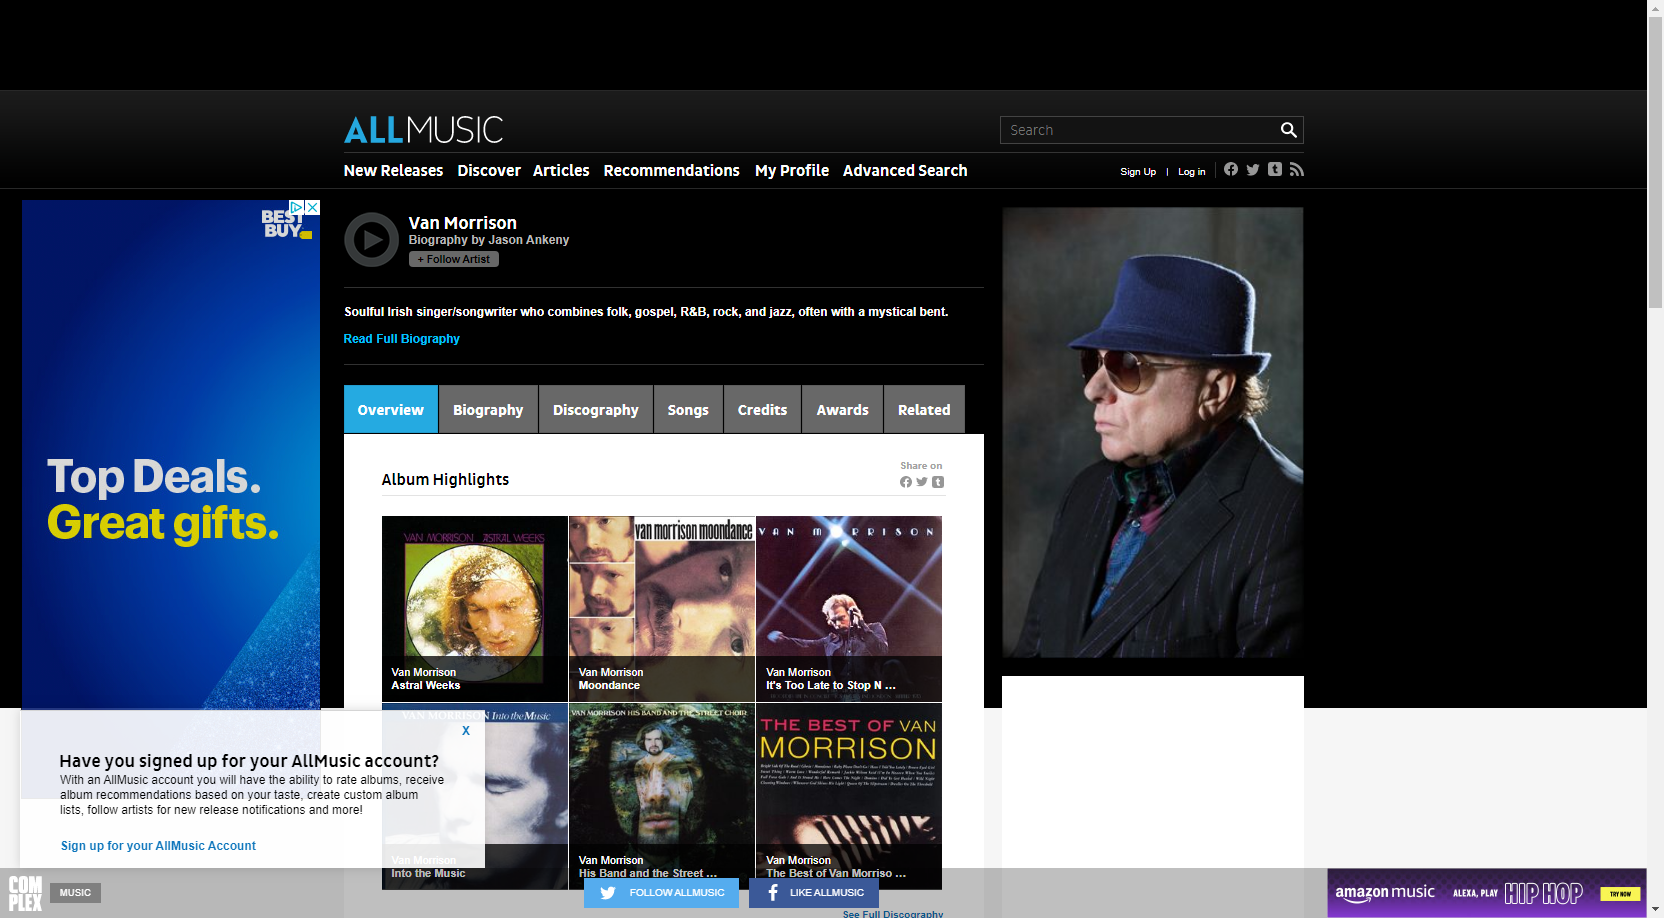 ALLMUSIC
Search
New Releases Discover Articles Recommendations My Profile Advanced Search
Sign Up | Log in
BEST BUY
Top Deals.
Great gifts.
Van Morrison
Biography by Jason Ankeny
+ Follow Artist
Soulful Irish singer/songwriter who combines folk, gospel, R&B, rock, and jazz, often with a mystical bent.
Read Full Biography
Overview Biography Discography Songs Credits Awards Related
Album Highlights
Share on
VAN MORRISON ASTRAL WEEKS
Van Morrison
Astral Weeks
van morrison moondance
Van Morrison
Moondance
VAN MORRISON
Van Morrison
It's Too Late to Stop N ...
VAN MORRISON Into the Music
Van Morrison
Into the Music
VAN MORRISON HIS BAND AND THE STREET CHOIR
Van Morrison
His Band and the Street ...
THE BEST OF VAN
MORRISON
Van Morrison
The Best of Van Morriso ...
See Full Discography
X
Have you signed up for your AllMusic account?
With an AllMusic account you will have the ability to rate albums, receive
album recommendations based on your taste, create custom album
lists, follow artists for new release notifications and more!
Sign up for your AllMusic Account
COMPLEX
MUSIC
FOLLOW ALLMUSIC
LIKE ALLMUSIC
amazon music
ALEXA, PLAY HIP HOP
TRY NOW